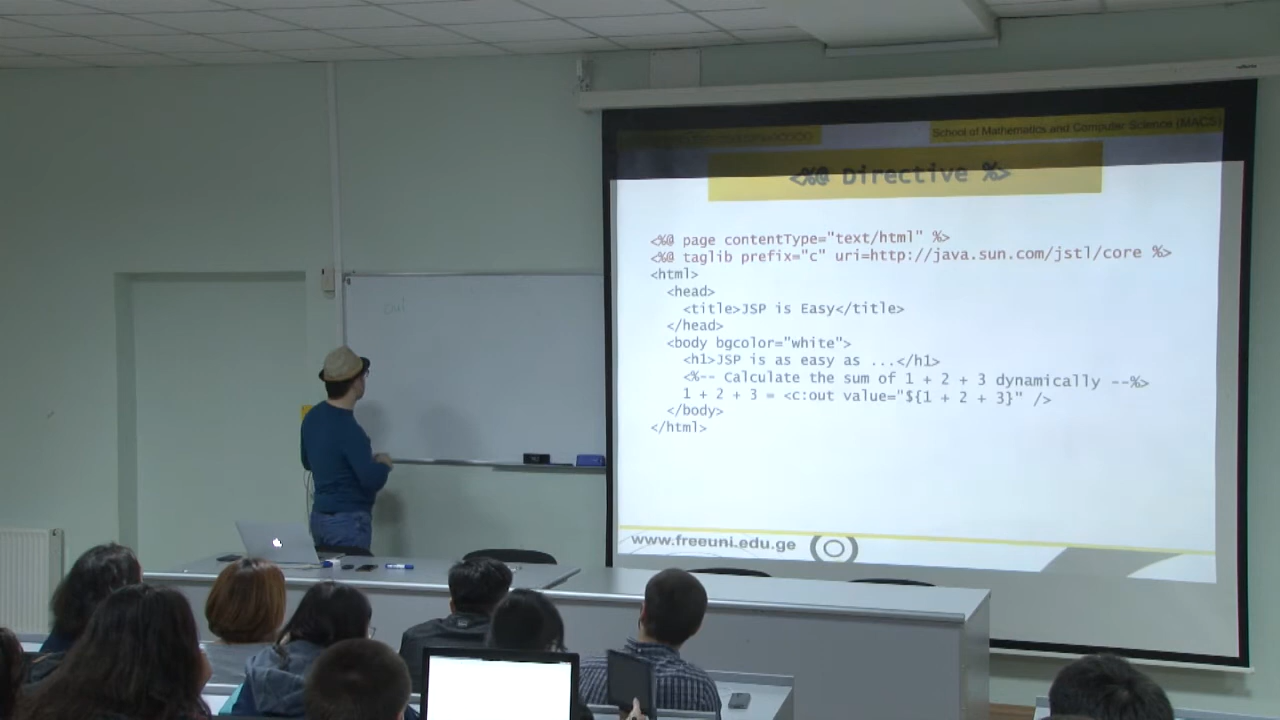 School of Mathematics and Computer Science (MACS)
<%@ Directive %>
<%@ page contentType="text/html" %>
<%@ taglib prefix="c" uri=http://java.sun.com/jstl/core %>
<html>
<head>
<title>JSP is Easy</title>
</head>
<body bgcolor="white">
<h1>JSP is as easy as ...</h1>
<%-- Calculate the sum of 1 + 2 + 3 dynamically --%>
1 + 2 + 3 = <c:out value="${1 + 2 + 3}" />
</body>
</html>
www.freeuni.edu.ge